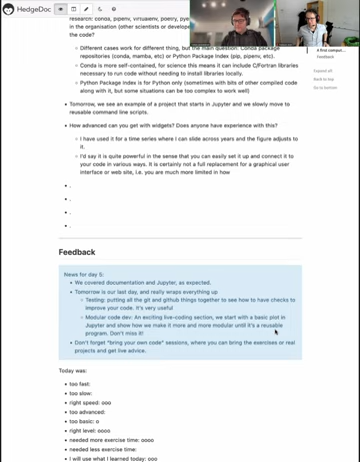 HedgeDoc
research: conda, pipenv, virtualenv, poetry, pye
in the organisation (other scientists or develo
the code?
Different cases work for different thing, but the main question: Conda package
repositories (conda, mamba, etc) or Python Package Index (pip, pipenv, etc).
Conda is more self-contained, for science this means it can include C/Fortran libraries
necessary to run code without needing to install libraries locally.
Python Package Index is for Python only (sometimes with bits of other compiled code
along with it, but some situations can be too complex to work well)
Tomorrow, we see an example of a project that starts in Jupyter and we slowly move to
reusable command line scripts.
How advanced can you get with widgets? Does anyone have experience with this?
I have used it for a time series where I can slide across years and the figure adjusts to
it.
I'd say it is quite powerful in the sense that you can easily set it up and connect it to
your code in various ways. It is certainly not a full replacement for a graphical user
interface or web site, i.e. you are much more limited in how
.
.
.
.
Feedback
News for day 5:
We covered documentation and Jupyter, as expected.
Tomorrow is our last day, and really wraps everything up
Testing: putting all the git and github things together to see how to have checks to
improve your code. It's very useful
Modular code dev: An exciting live-coding section, we start with a basic plot in
Jupyter and show how we make it more and more modular until it's a reusable
program. Don't miss it!
Don't forget "bring your own code" sessions, where you can bring the exercises or real
projects and get live advice.
Today was:
too fast:
too slow:
right speed: ooo
too advanced:
too basic: o
right level: oooo
needed more exercise time: oooo
needed less exercise time:
I will use what I learned today: ooo
Feedback
Expand all
Back to top
Go to bottom